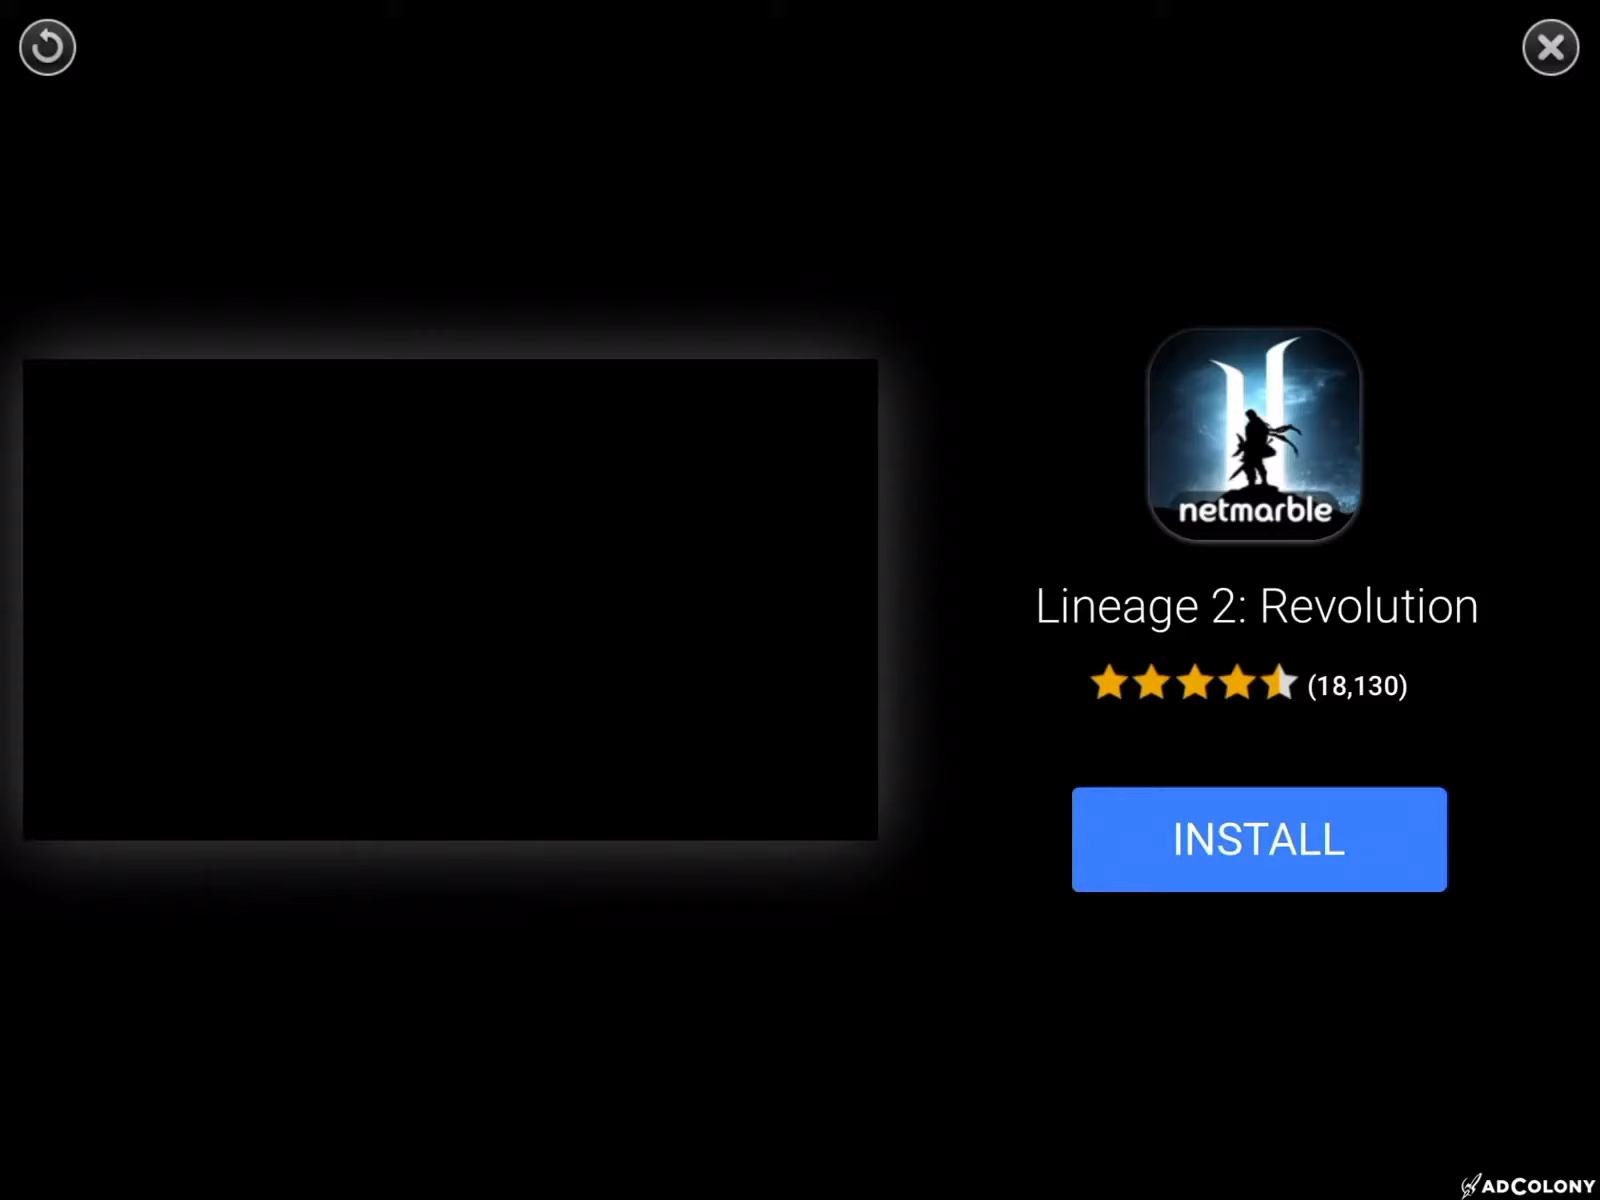 netmarble
Lineage 2: Revolution
(18,130)
INSTALL
ADCOLONY